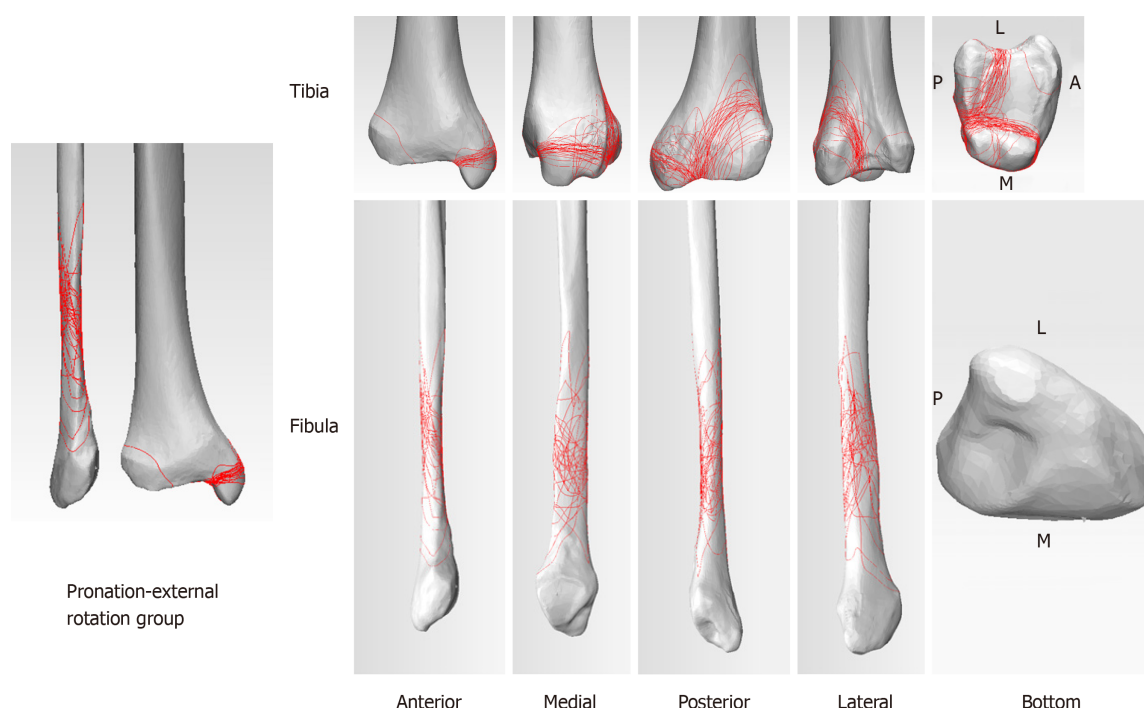 Tibia
L
P
A
M
Fibula
L
P
M
Pronation-external
rotation group
Anterior
Medial
Posterior
Lateral
Bottom